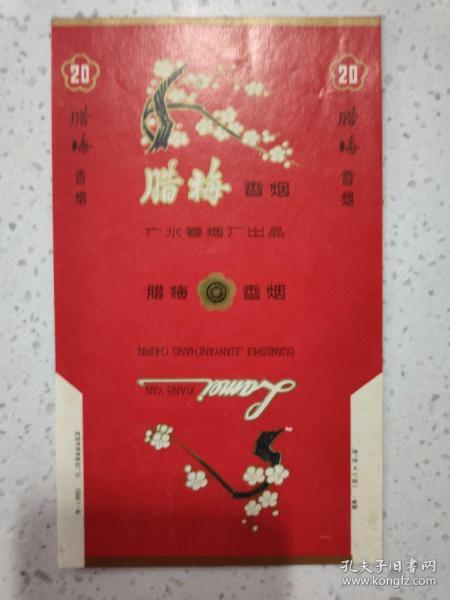 20
20
腊梅
香烟
腊梅
香烟
腊梅 香烟
广水卷烟厂出品
腊梅 香烟
GUANGSHUI JUANYANCHANG CHUPIN
Lamei XIANG YAN
孔夫子旧书网
www.kongfz.com